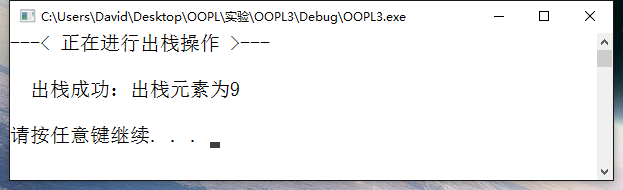 C:\Users\David\Desktop\OOPL\实验\OOPL3\Debug\OOPL3.exe
---< 正在进行出栈操作 >---
出栈成功: 出栈元素为9
请按任意键继续. . .